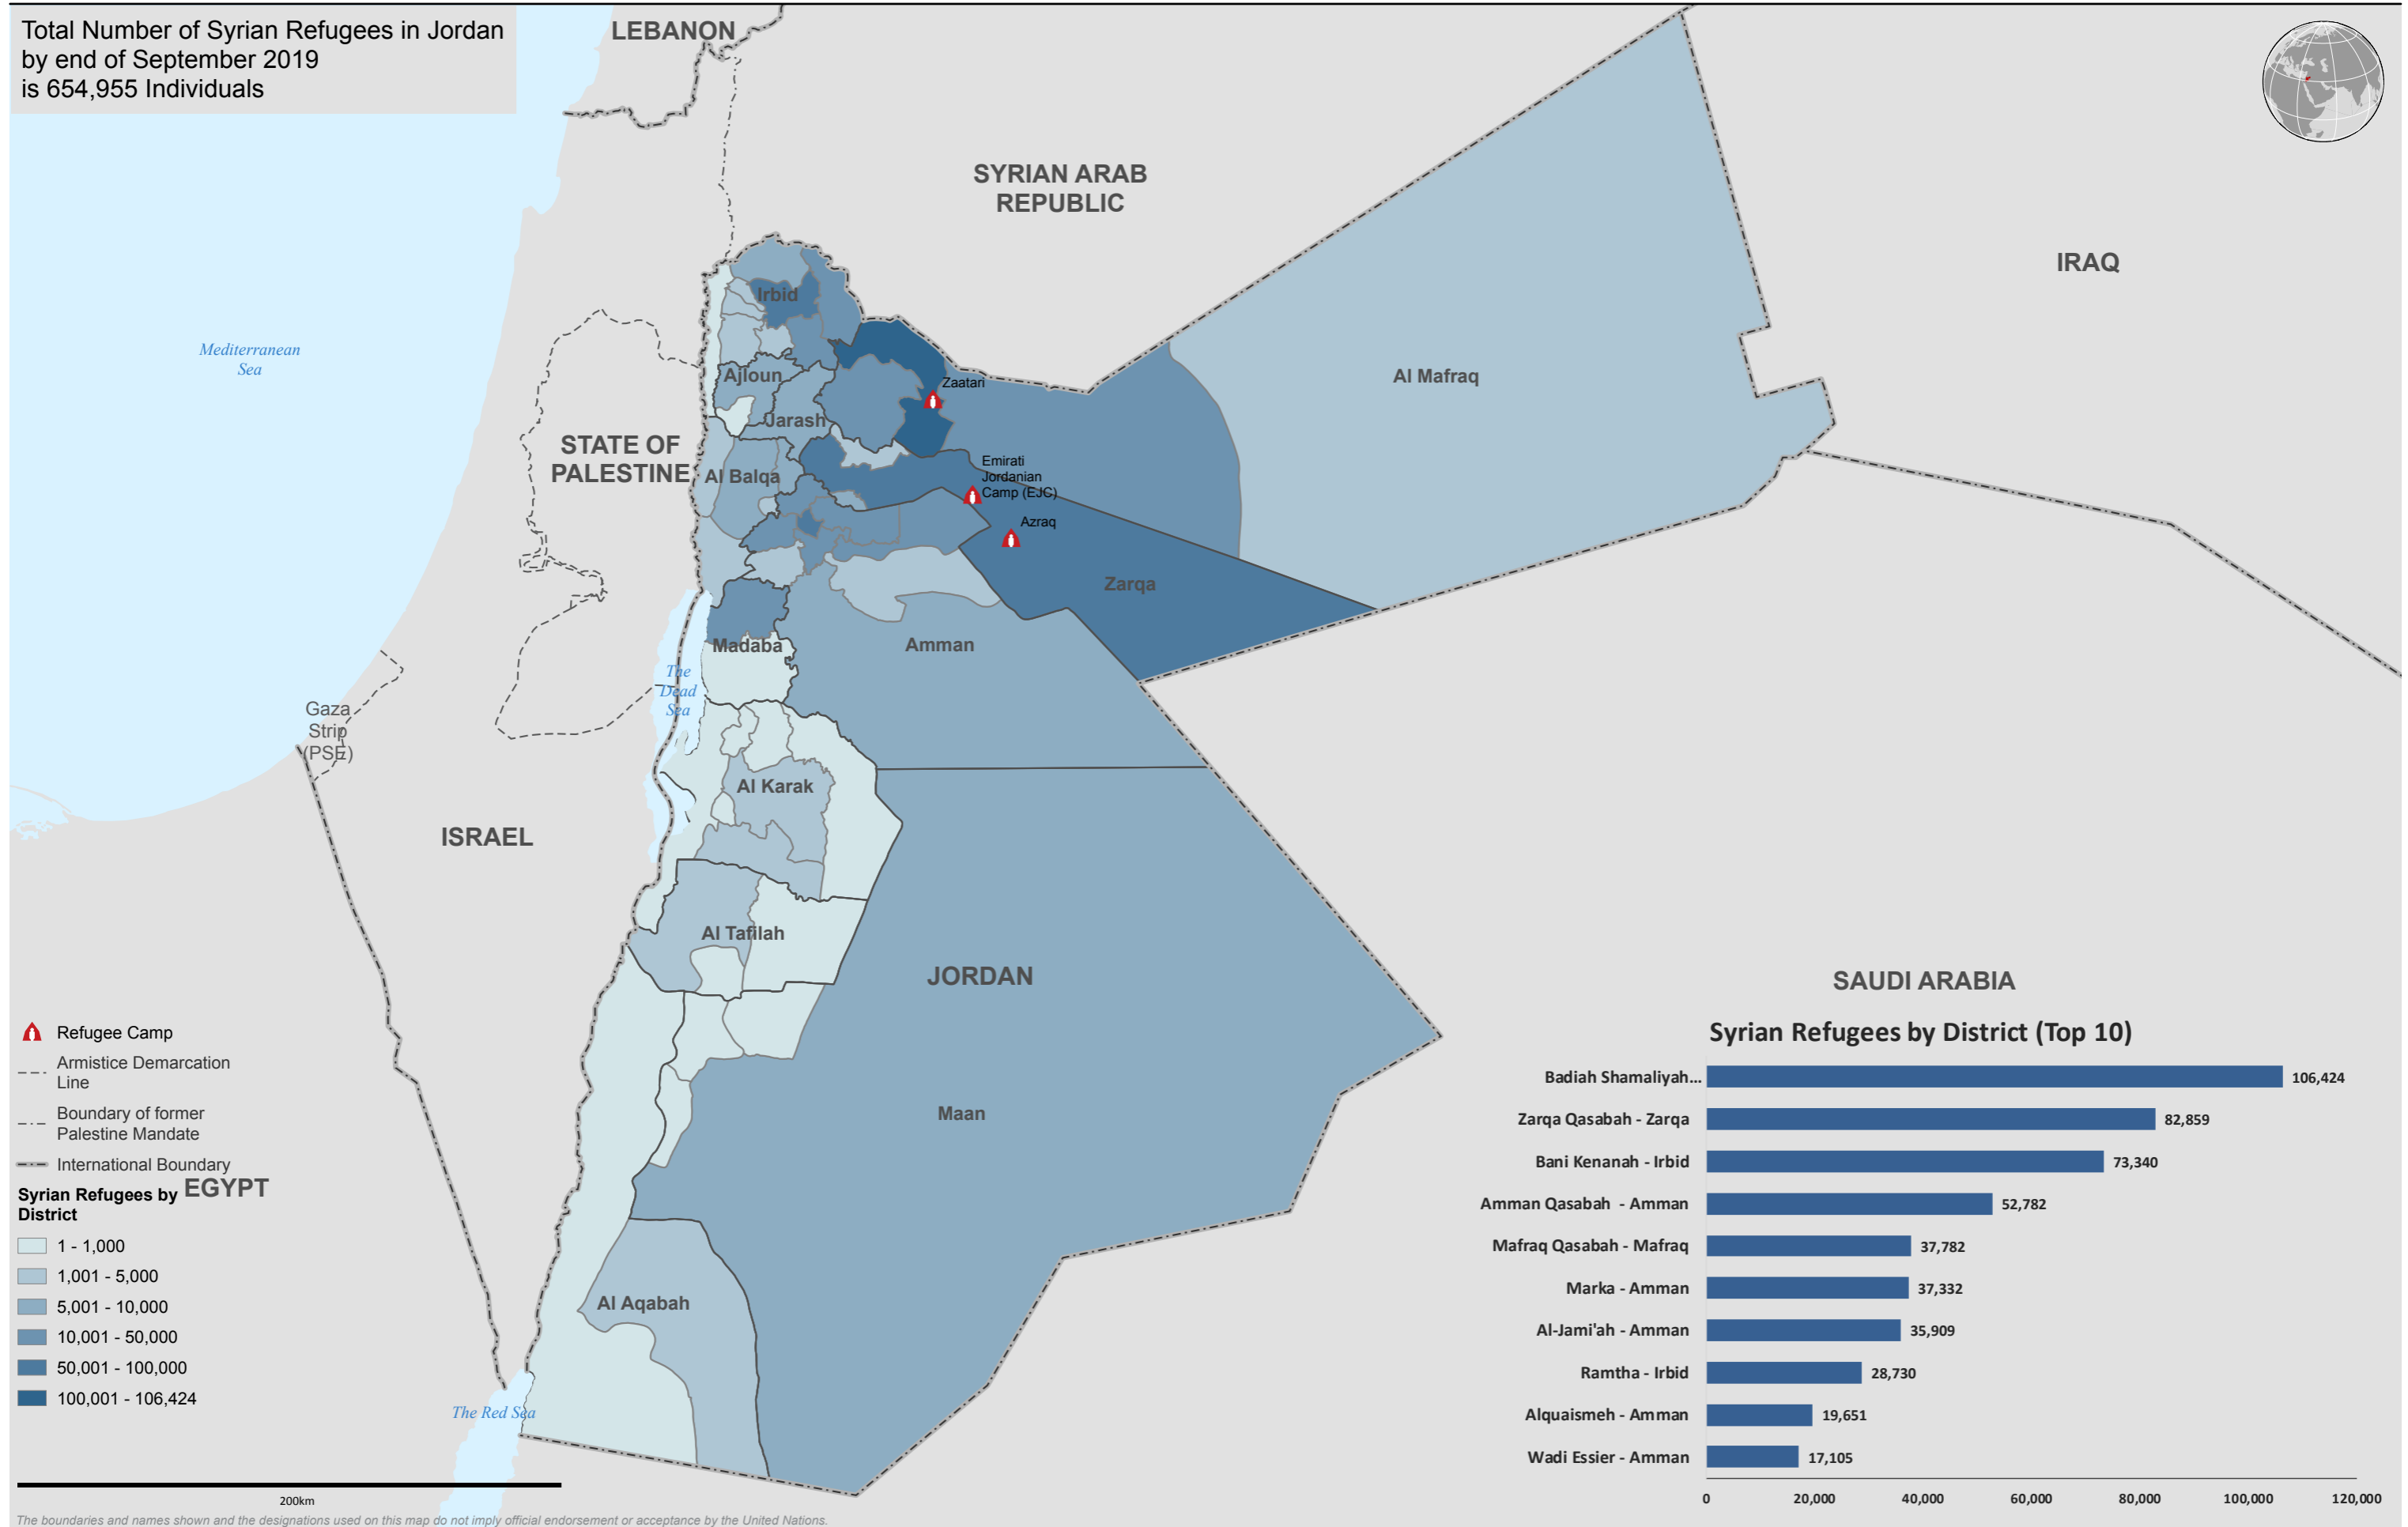 Total Number of Syrian Refugees in Jordan
by end of September 2019
is 654,955 Individuals
LEBANON
SYRIAN ARAB
REPUBLIC
IRAQ
Mediterranean
Sea
Irbid
Ajloun
Jarash
Zaatari
Al Mafraq
STATE OF
PALESTINE
Al Balqa
Emirati
Jordanian
Camp (EJC)
Azraq
Zarqa
Madaba
Amman
The
Dead
Sea
Gaza
Strip
(PSE)
Al Karak
ISRAEL
Al Tafilah
JORDAN
SAUDI ARABIA
Maan
Al Aqabah
The Red Sea
EGYPT
Refugee Camp
Armistice Demarcation
Line
Boundary of former
Palestine Mandate
International Boundary
Syrian Refugees by
District
1 - 1,000
1,001 - 5,000
5,001 - 10,000
10,001 - 50,000
50,001 - 100,000
100,001 - 106,424
200km
Syrian Refugees by District (Top 10)
Badiah Shamaliyah... 106,424
Zarqa Qasabah - Zarqa 82,859
Bani Kenanah - Irbid 73,340
Amman Qasabah - Amman 52,782
Mafraq Qasabah - Mafraq 37,782
Marka - Amman 37,332
Al-Jami'ah - Amman 35,909
Ramtha - Irbid 28,730
Alquaismeh - Amman 19,651
Wadi Essier - Amman 17,105
0 20,000 40,000 60,000 80,000 100,000 120,000
The boundaries and names shown and the designations used on this map do not imply official endorsement or acceptance by the United Nations.